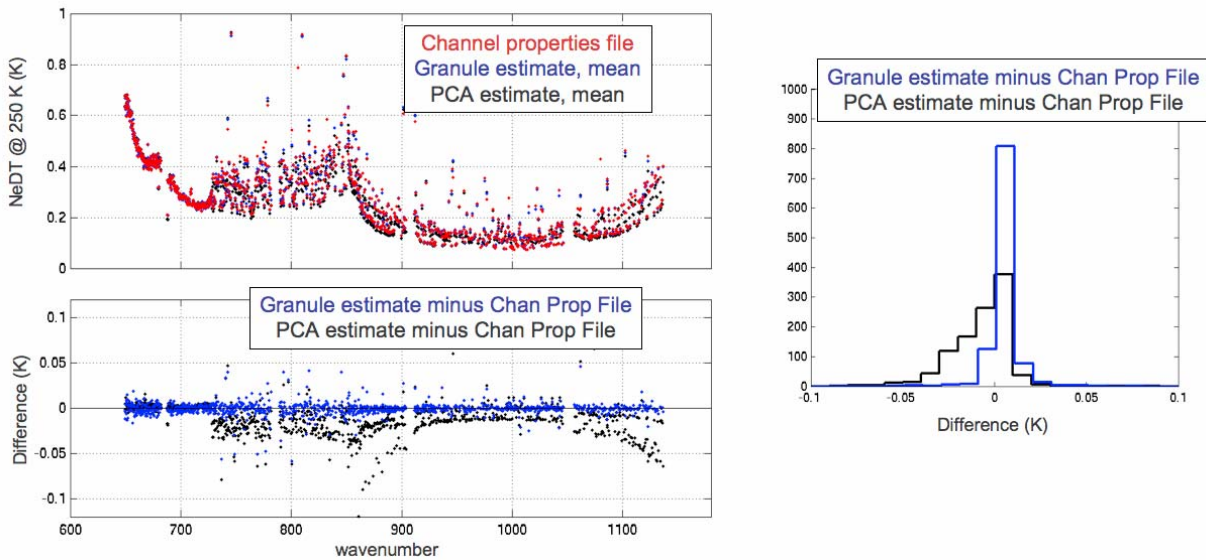 1
0.8
0.6
0.4
0.2
0
NeDT @ 250 K (K)
Channel properties file
Granule estimate, mean
PCA estimate, mean
0.1
0.05
0
-0.05
-0.1
Difference (K)
Granule estimate minus Chan Prop File
PCA estimate minus Chan Prop File
600 700 800 900 1000 1100
wavenumber
Granule estimate minus Chan Prop File
PCA estimate minus Chan Prop File
1000
900
800
700
600
500
400
300
200
100
0
-0.1 -0.05 0 0.05 0.1
Difference (K)